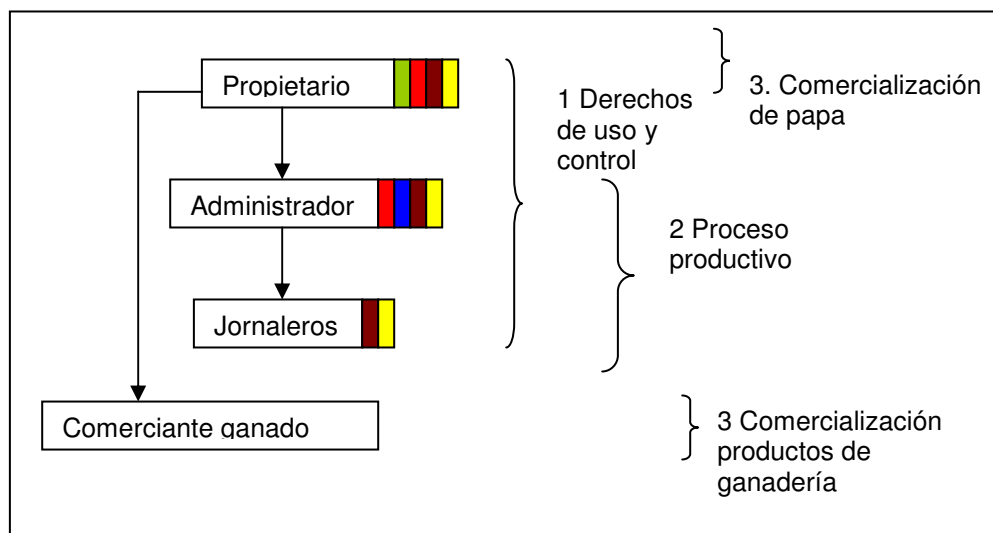 Propietario
Administrador
Jornaleros
Comerciante ganado
1 Derechos
de uso y
control
3. Comercialización
de papa
2 Proceso
productivo
3 Comercialización
productos de
ganadería